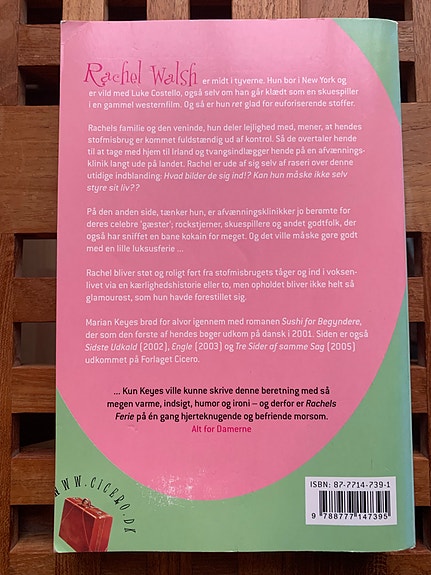 Rachel Walsh er midt i tyverne. Hun bor i New York og
er vild med Luke Costello, også selv om han går klædt som en skuespiller
i en gammel westernfilm. Og så er hun ret glad for euforiserende stoffer.
Rachels familie og den veninde, hun deler lejlighed med, mener, at hendes
stofmisbrug er kommet fuldstændig ud af kontrol. Så de overtaler hende
til at tage med hjem til Irland og tvangsindlægger hende på en afvænnings-
klinik langt ude på landet. Rachel er ude af sig selv af raseri over denne
utidige indblanding: Hvad bilder de sig ind!? Kan hun måske ikke selv
styre sit liv??
På den anden side, tænker hun, er afvænningsklinikker jo berømte for
deres celebre 'gæster'; rockstjerner, skuespillere og andet godtfolk, der
også har sniffet en bane kokain for meget. Og det ville måske gøre godt
med en lille luksusferie ...
Rachel bliver støt og roligt ført fra stofmisbrugets tåger og ind i voksen-
livet via en kærlighedshistorie eller to, men opholdet bliver ikke helt så
glamourøst, som hun havde forestillet sig.
Marian Keyes brød for alvor igennem med romanen Sushi for Begyndere,
der som den første af hendes bøger udkom på dansk i 2001. Siden er også
Sidste Udkald (2002), Engle (2003) og Tre Sider af samme Sag (2005)
udkommet på Forlaget Cicero.
... Kun Keyes ville kunne skrive denne beretning med så
megen varme, indsigt, humor og ironi – og derfor er Rachels
Ferie på én gang hjerteknugende og befriende morsom.
Alt for Damerne
WWW.CICERO.DK
ISBN: 87-7714-739-1
9 788777 147395